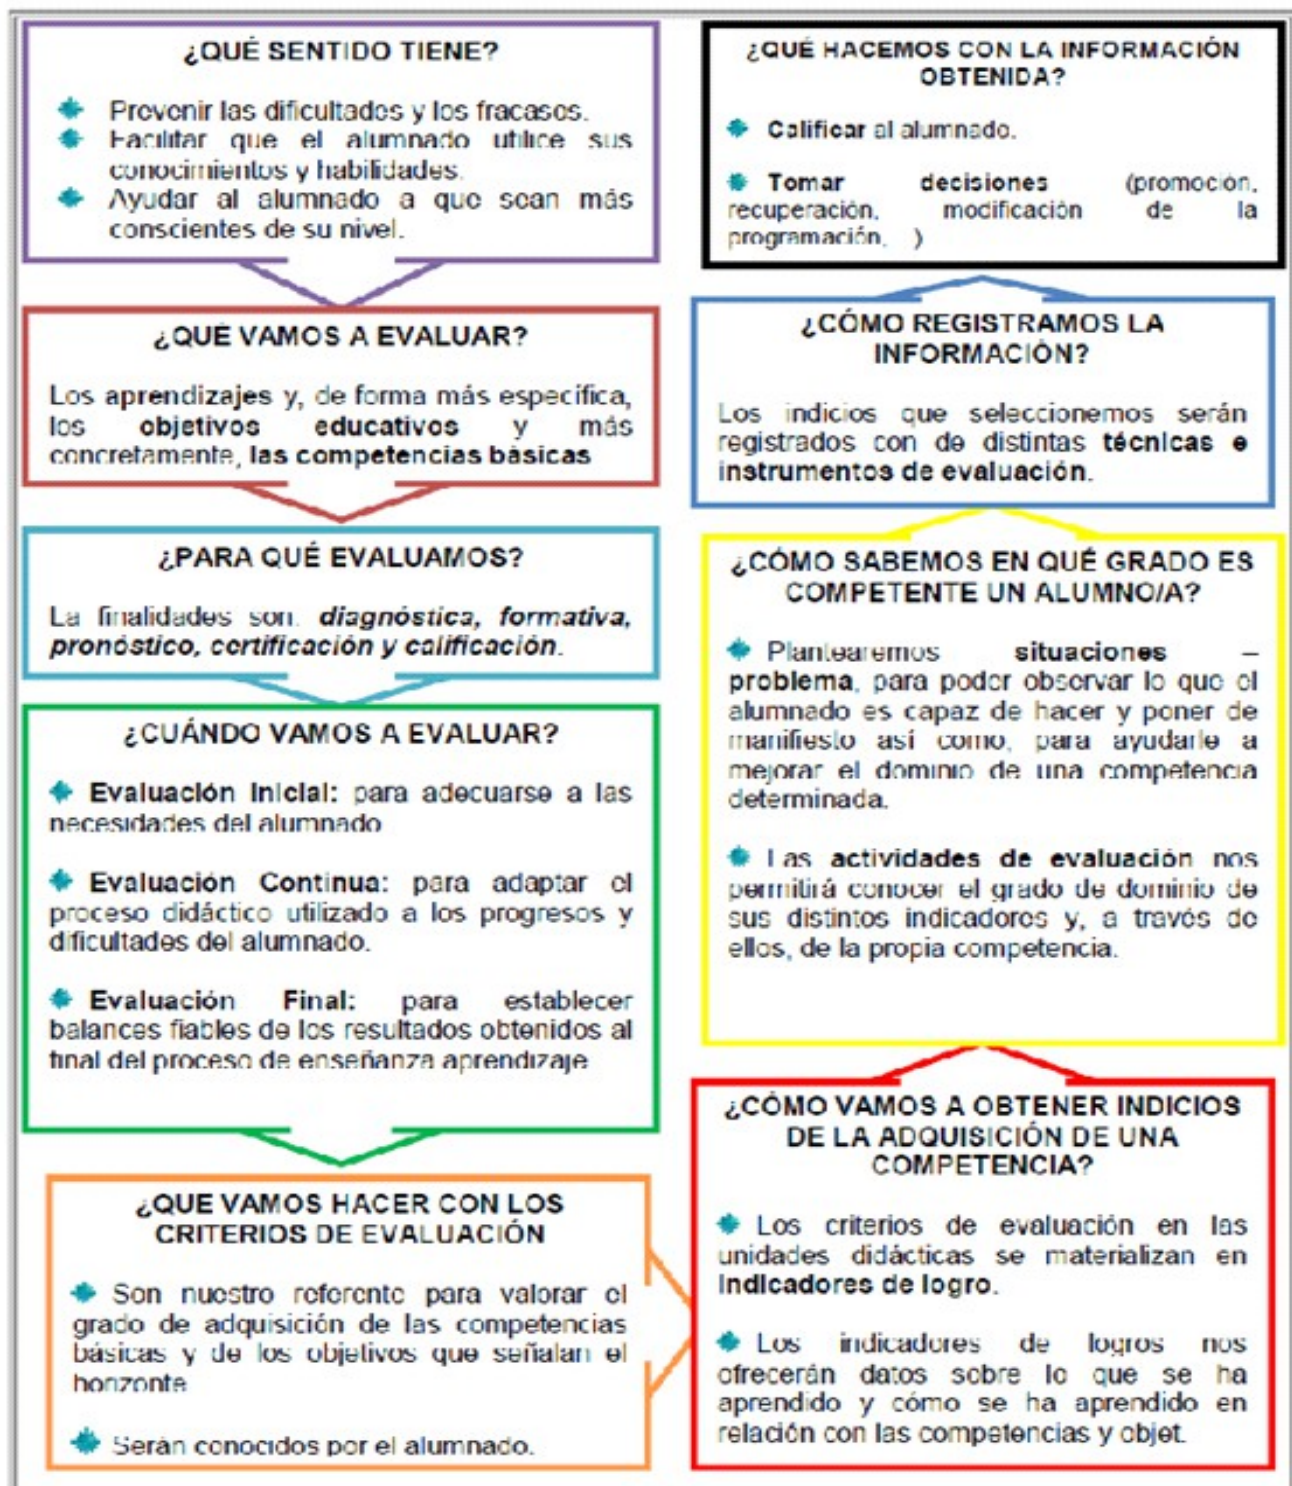 ¿QUÉ SENTIDO TIENE?
Prevenir las dificultades y los fracasos.
Facilitar que el alumnado utilice sus
conocimientos y habilidades.
Ayudar al alumnado a que sean más
conscientes de su nivel.
¿QUÉ VAMOS A EVALUAR?
Los aprendizajes y, de forma más específica,
los objetivos educativos y más
concretamente, las competencias básicas
¿PARA QUÉ EVALUAMOS?
La finalidades son: diagnóstica, formativa,
pronóstico, certificación y calificación.
¿CUÁNDO VAMOS A EVALUAR?
Evaluación Inicial: para adecuarse a las
necesidades del alumnado
Evaluación Continua: para adaptar el
proceso didáctico utilizado a los progresos y
dificultades del alumnado.
Evaluación Final: para establecer
balances fiables de los resultados obtenidos al
final del proceso de enseñanza aprendizaje
¿QUE VAMOS HACER CON LOS
CRITERIOS DE EVALUACIÓN
Son nuestro referente para valorar el
grado de adquisición de las competencias
básicas y de los objetivos que señalan el
horizonte
Serán conocidos por el alumnado.
¿CÓMO VAMOS A OBTENER INDICIOS
DE LA ADQUISICIÓN DE UNA
COMPETENCIA?
Los criterios de evaluación en las
unidades didácticas se materializan en
indicadores de logro.
Los indicadores de logros nos
ofrecerán datos sobre lo que se ha
aprendido y cómo se ha aprendido en
relación con las competencias y objet.
¿CÓMO SABEMOS EN QUÉ GRADO ES
COMPETENTE UN ALUMNO/A?
Plantearemos situaciones –
problema, para poder observar lo que el
alumnado es capaz de hacer y poner de
manifiesto así como, para ayudarle a
mejorar el dominio de una competencia
determinada.
Las actividades de evaluación nos
permitirá conocer el grado de dominio de
sus distintos indicadores y, a través de
ellos, de la propia competencia.
¿CÓMO REGISTRAMOS LA
INFORMACIÓN?
Los indicios que seleccionemos serán
registrados con de distintas técnicas e
instrumentos de evaluación.
¿QUÉ HACEMOS CON LA INFORMACIÓN
OBTENIDA?
Calificar al alumnado.
Tomar decisiones (promoción,
recuperación, modificación de la
programación, )